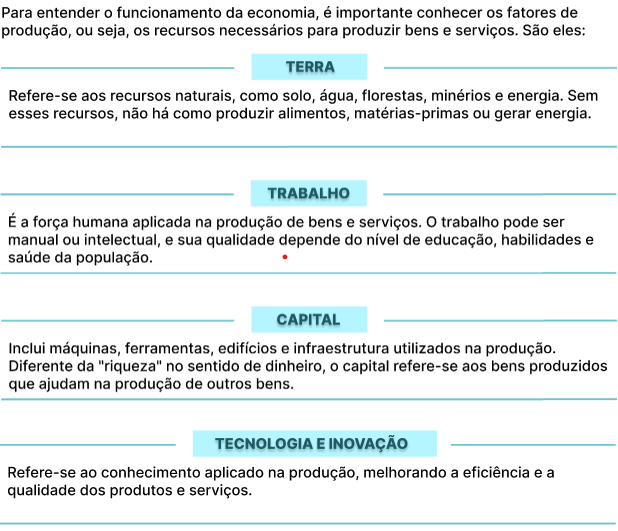 Para entender o funcionamento da economia, é importante conhecer os fatores de
produção, ou seja, os recursos necessários para produzir bens e serviços. São eles:
TERRA
Refere-se aos recursos naturais, como solo, água, florestas, minérios e energia. Sem
esses recursos, não há como produzir alimentos, matérias-primas ou gerar energia.
TRABALHO
É a força humana aplicada na produção de bens e serviços. O trabalho pode ser
manual ou intelectual, e sua qualidade depende do nível de educação, habilidades e
saúde da população.
CAPITAL
Inclui máquinas, ferramentas, edifícios e infraestrutura utilizados na produção.
Diferente da "riqueza" no sentido de dinheiro, o capital refere-se aos bens produzidos
que ajudam na produção de outros bens.
TECNOLOGIA E INOVAÇÃO
Refere-se ao conhecimento aplicado na produção, melhorando a eficiência e a
qualidade dos produtos e serviços.